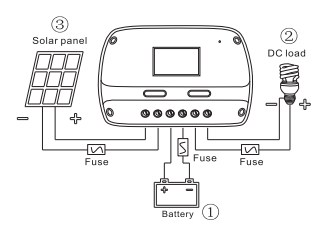 ③
Solar panel
②
DC load
− +
− +
Fuse
Fuse
Fuse
+ −
Battery ①